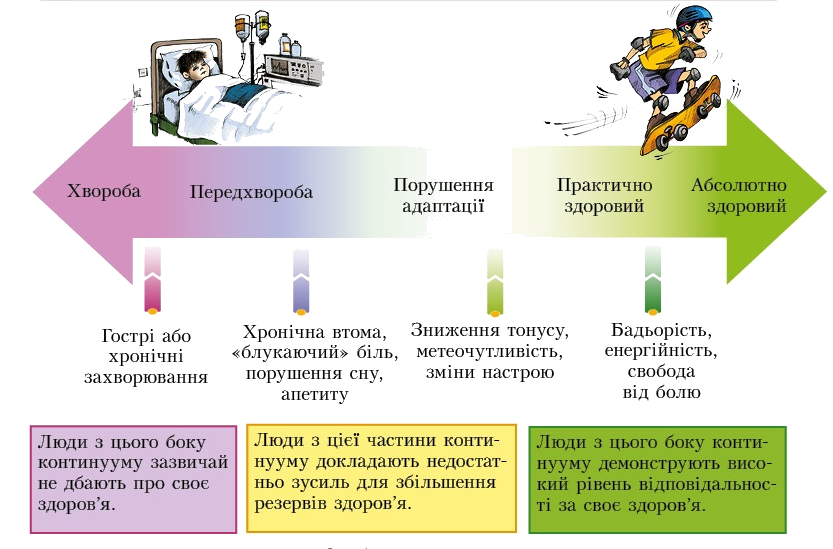 Хвороба
Передхвороба
Порушення
адаптації
Практично
здоровий
Абсолютно
здоровий
Гострі або
хронічні
захворювання
Хронічна втома,
«блукаючий» біль,
порушення сну,
апетиту
Зниження тонусу,
метеочутливість,
зміни настрою
Бадьорість,
енергійність,
свобода
від болю
Люди з цього боку
континууму зазвичай
не дбають про своє
здоров'я.
Люди з цієї частини конти-
нууму докладають недостат-
ньо зусиль для збільшення
резервів здоров'я.
Люди з цього боку конти-
нууму демонструють висо-
кий рівень відповідальнос-
ті за своє здоров'я.